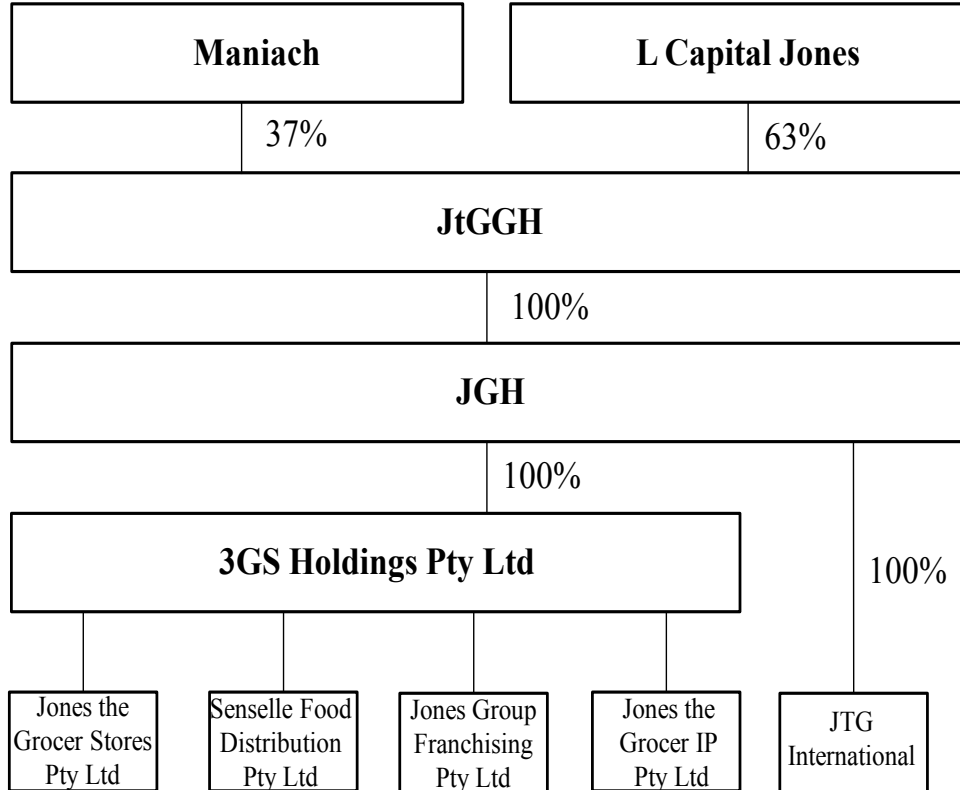 Maniach
L Capital Jones
37%
63%
JtGGH
100%
JGH
100%
3GS Holdings Pty Ltd
100%
Jones the
Grocer Stores
Pty Ltd
Senselle Food
Distribution
Pty Ltd
Jones Group
Franchising
Pty Ltd
Jones the
Grocer IP
Pty Ltd
JTG
International